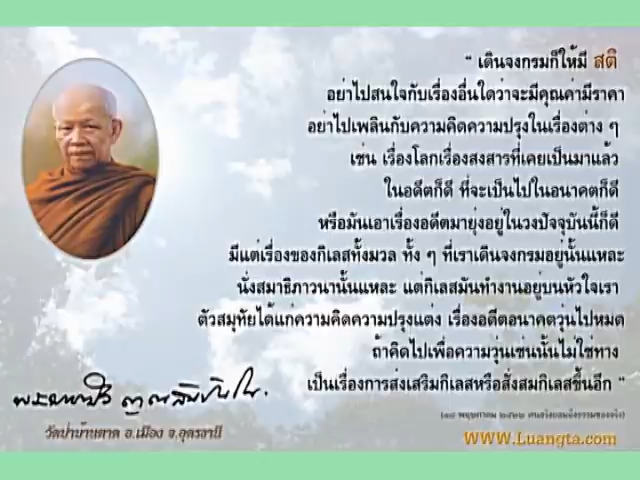 “ เดินจงกรมก็ให้มี สติ
อย่าไปสนใจกับเรื่องอื่นใดว่าจะมีคุณค่ามีราคา
อย่าไปเพลินกับความคิดความปรุงในเรื่องต่าง ๆ
เช่น เรื่องโลกเรื่องสงสารที่เคยเป็นมาแล้ว
ในอดีตก็ดี ที่จะเป็นไปในอนาคตก็ดี
หรือมันเอาเรื่องอดีตมายุ่งอยู่ในวงปัจจุบันนี้ก็ดี
มีแต่เรื่องของกิเลสทั้งมวล ทั้ง ๆ ที่เราเดินจงกรมอยู่นั้นแหละ
นั่งสมาธิภาวนานั้นแหละ แต่กิเลสมันทำงานอยู่บนหัวใจเรา
ตัวสมุทัยได้แก่ความคิดความปรุงแต่ง เรื่องอดีตอนาคตวุ่นไปหมด
ถ้าคิดไปเพื่อความวุ่นเช่นนั้นไม่ใช่ทาง
เป็นเรื่องการส่งเสริมกิเลสหรือสั่งสมกิเลสขึ้นอีก ”
วัดป่าบ้านตาด อ.เมือง จ.อุดรธานี
WWW.Luangta.com